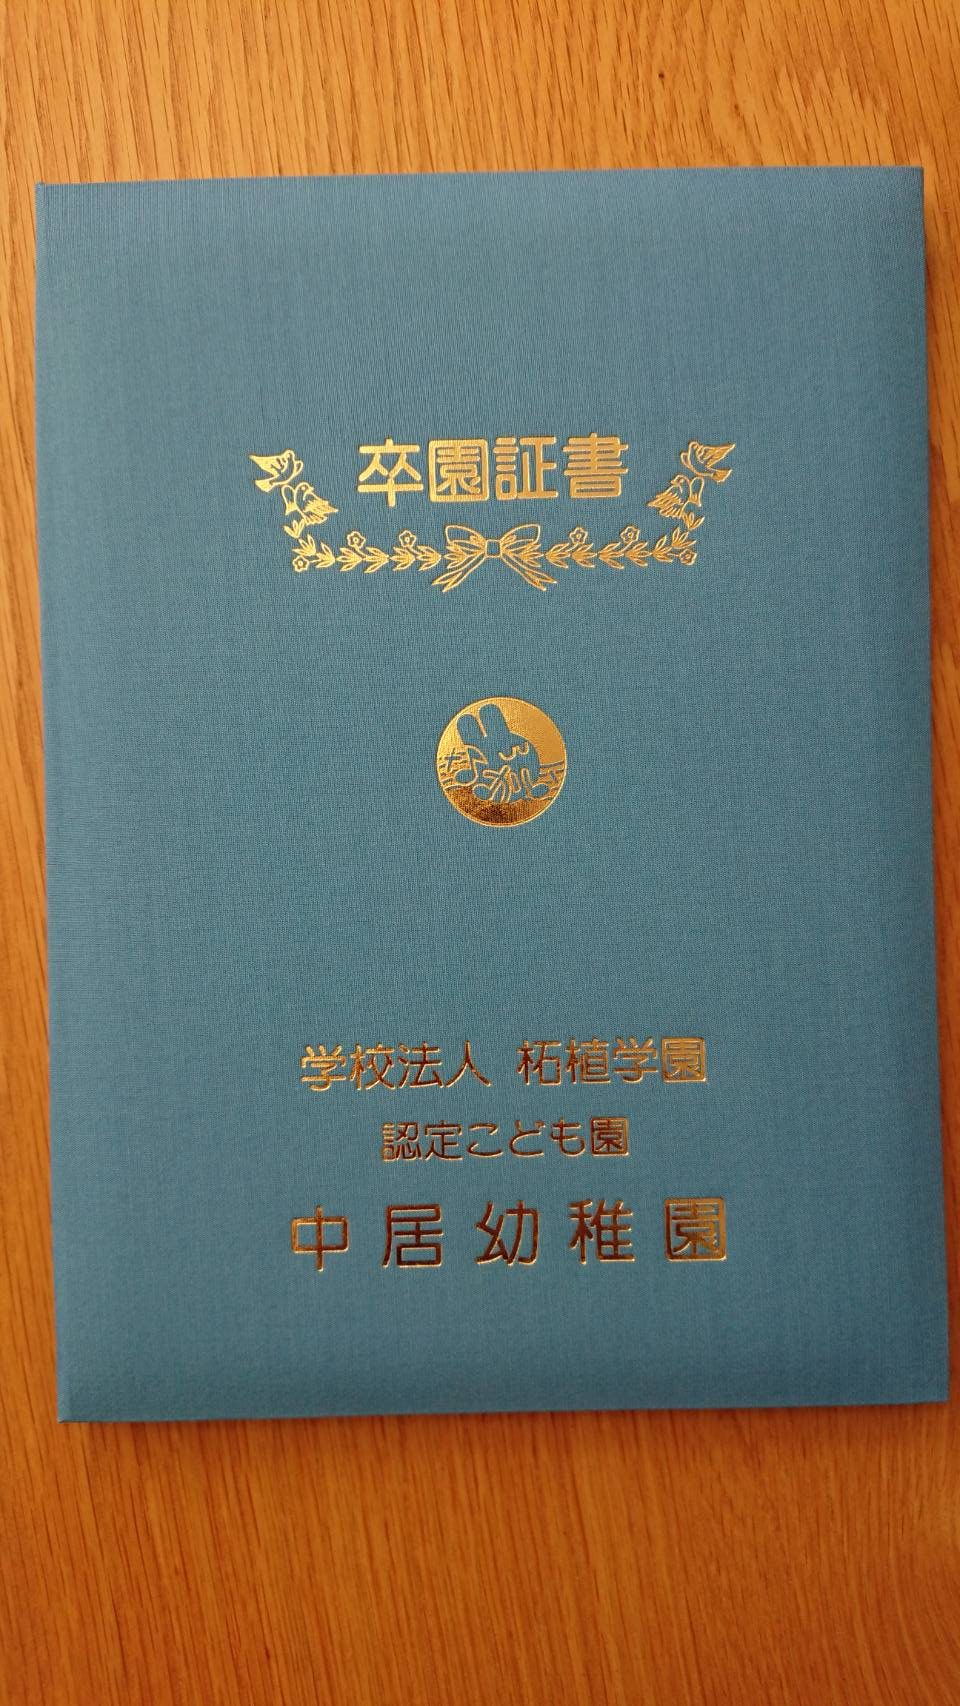 卒園証書
学校法人 柘植学園
認定こども園
中居幼稚園